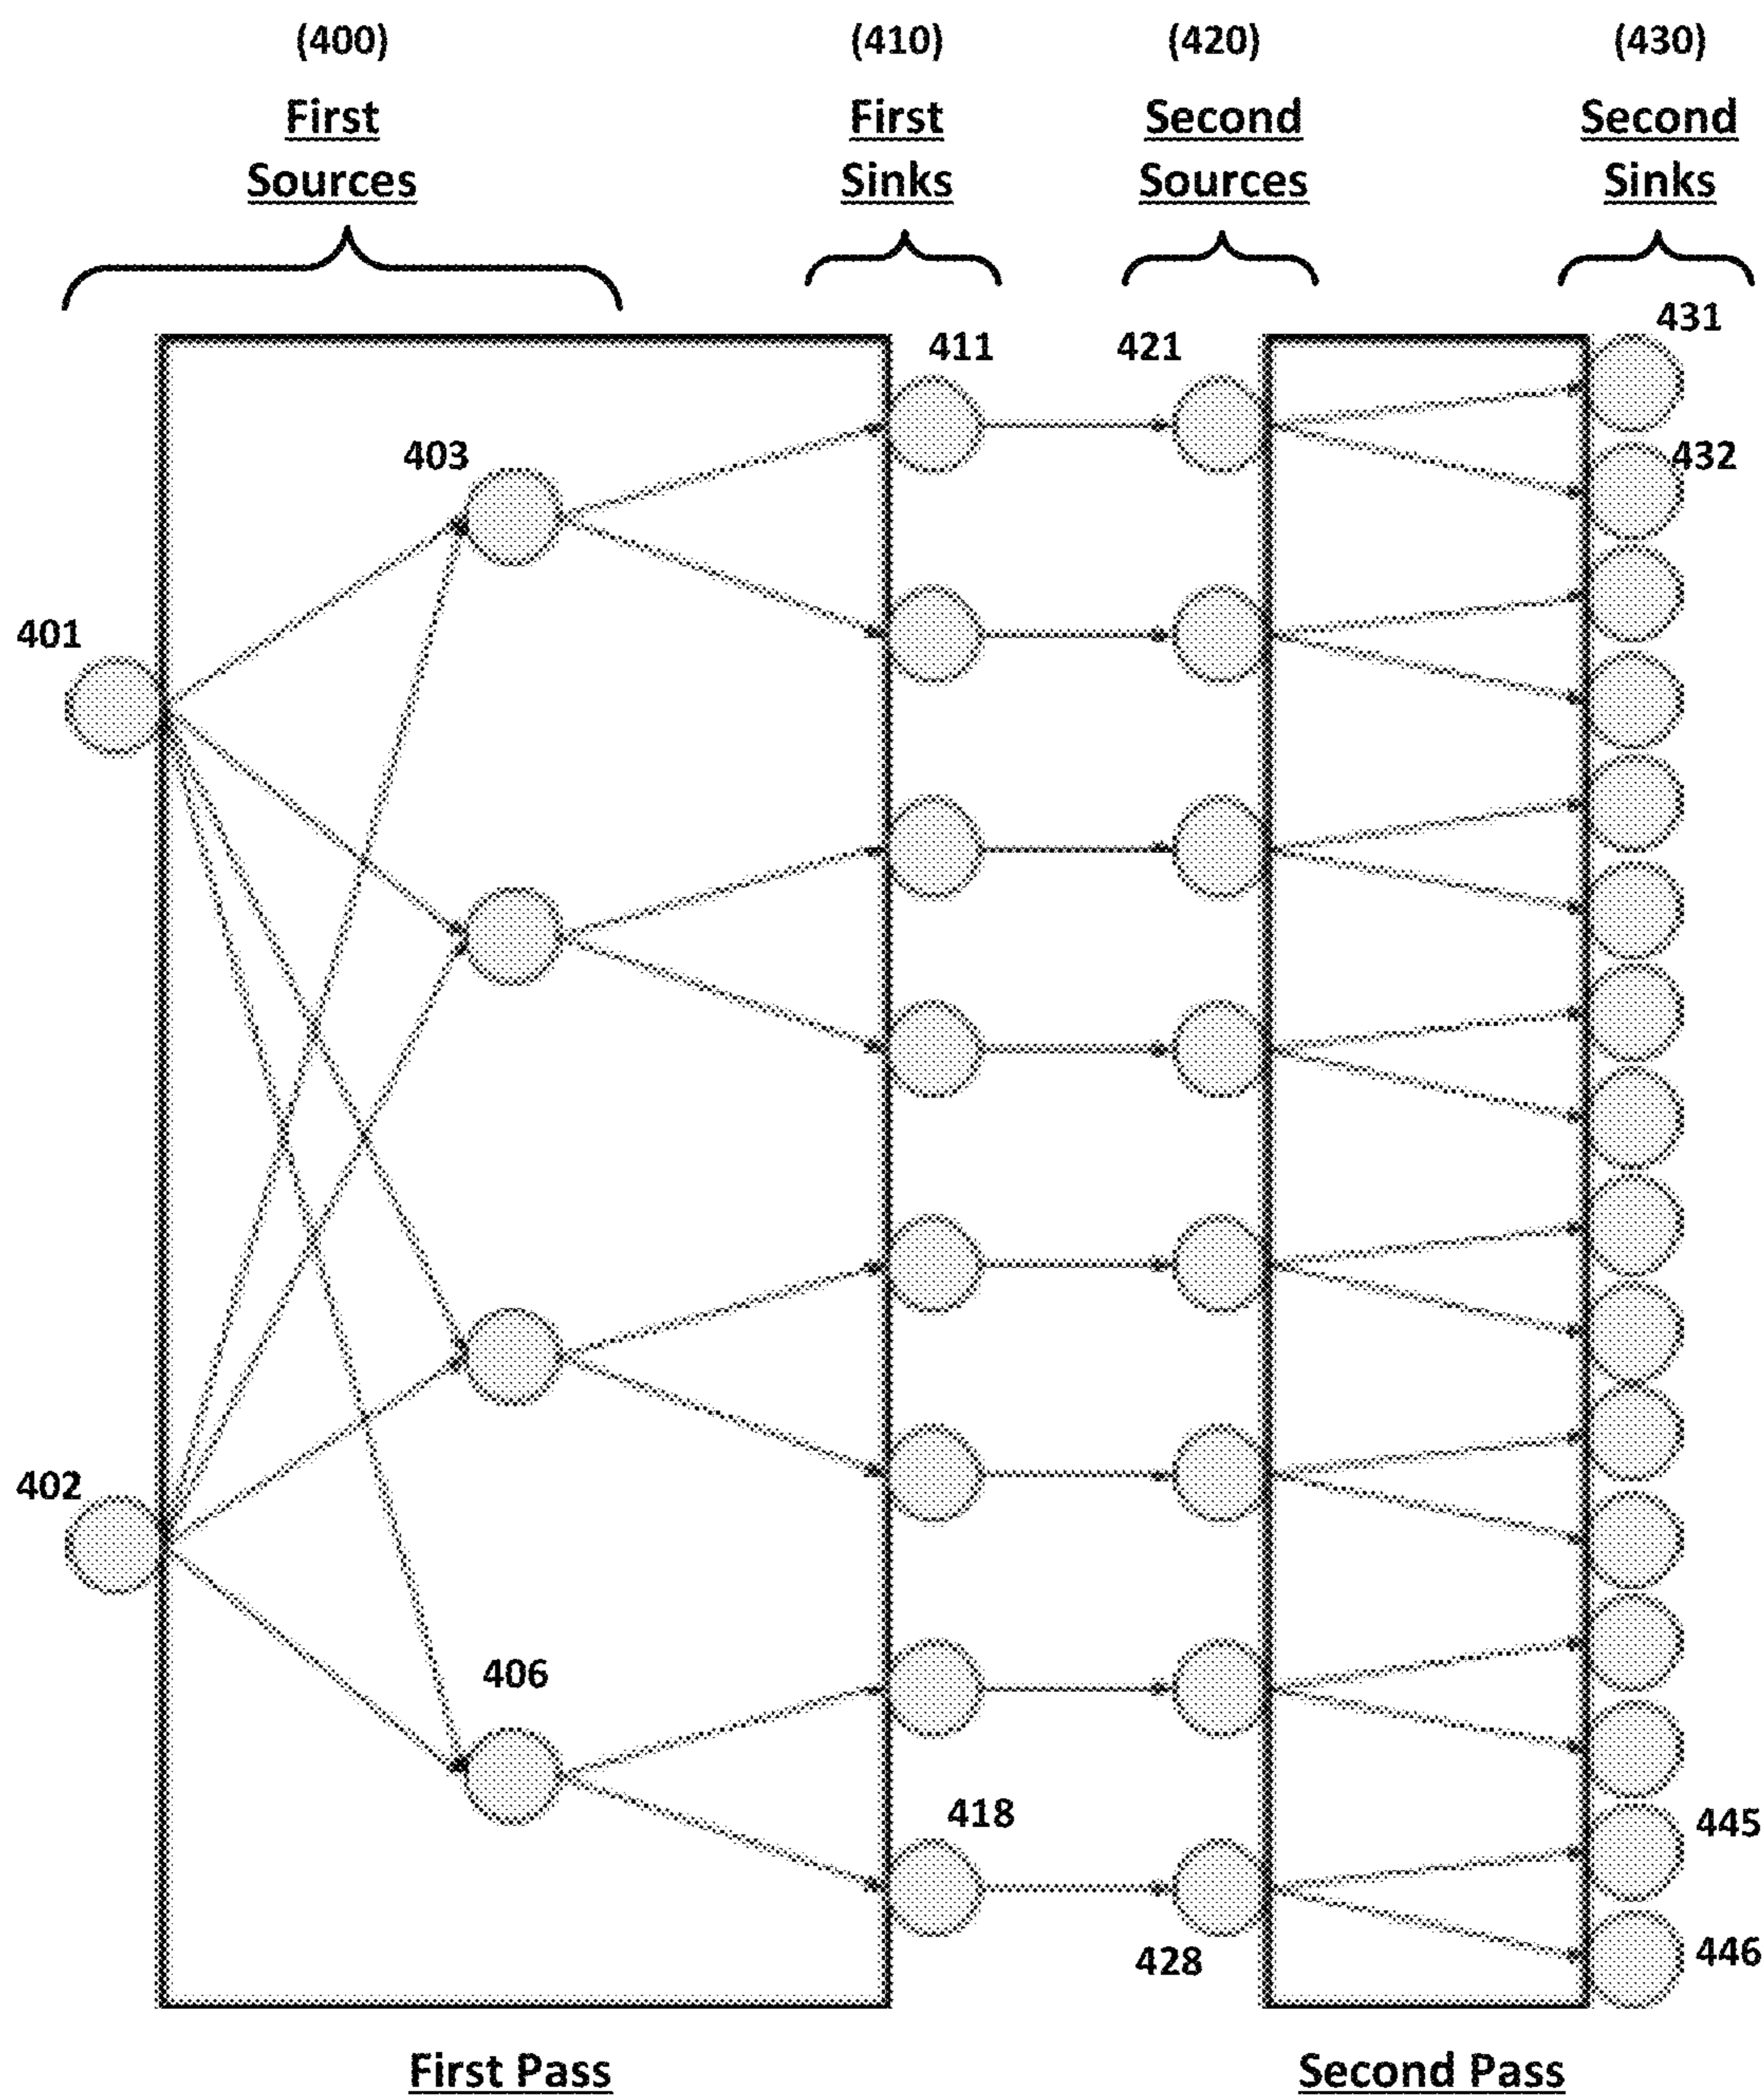 (400)
(410)
(420)
(430)
First
Sources
First
Sinks
Second
Sources
Second
Sinks
431
411
421
403
432
401
402
406
418
445
428
446
First Pass
Second Pass